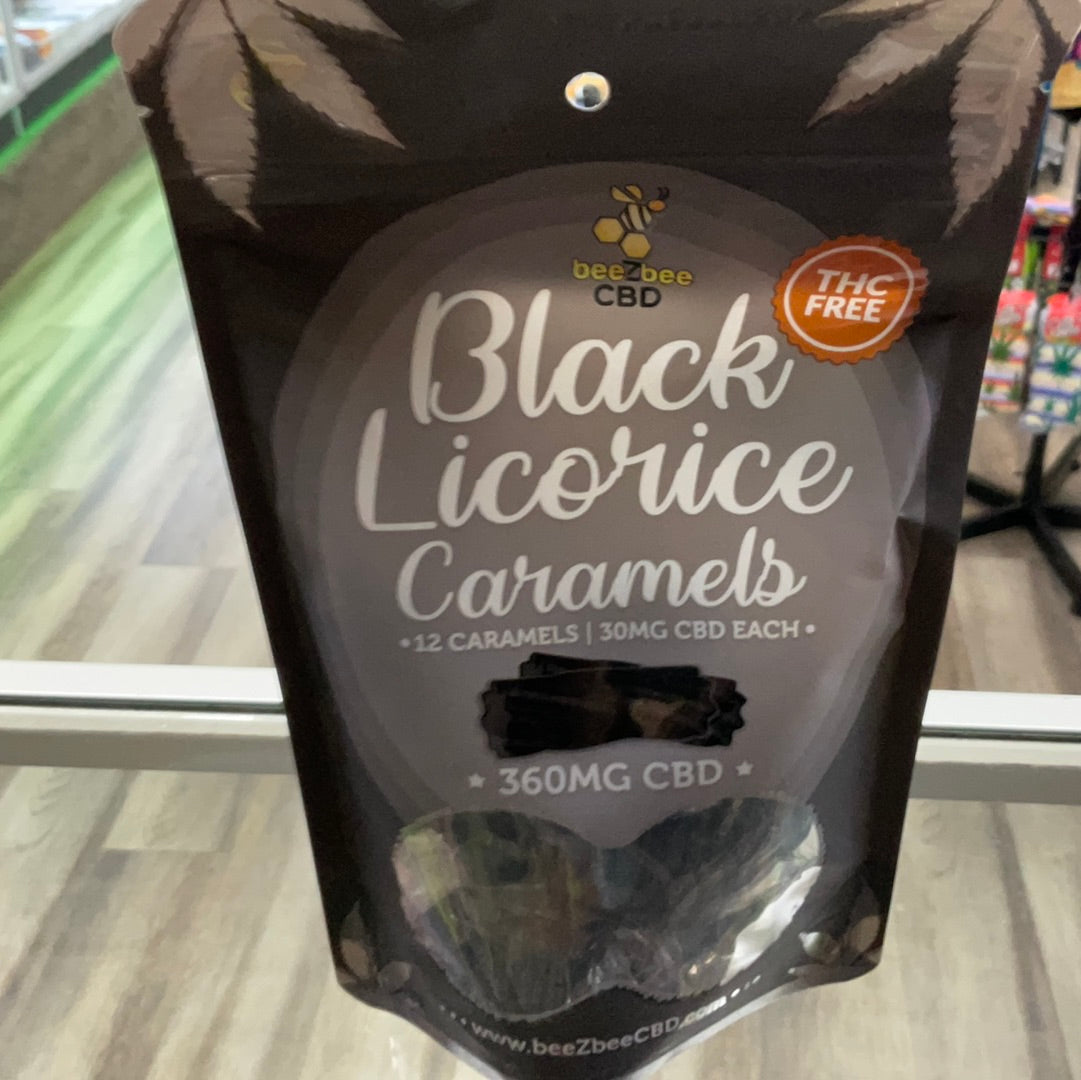 beeZbee
CBD
THC
FREE
Black
Licorice
Caramels
•12 CARAMELS | 30MG CBD EACH•
★ 360MG CBD ★
•••www.beeZbeeCBD.com•••